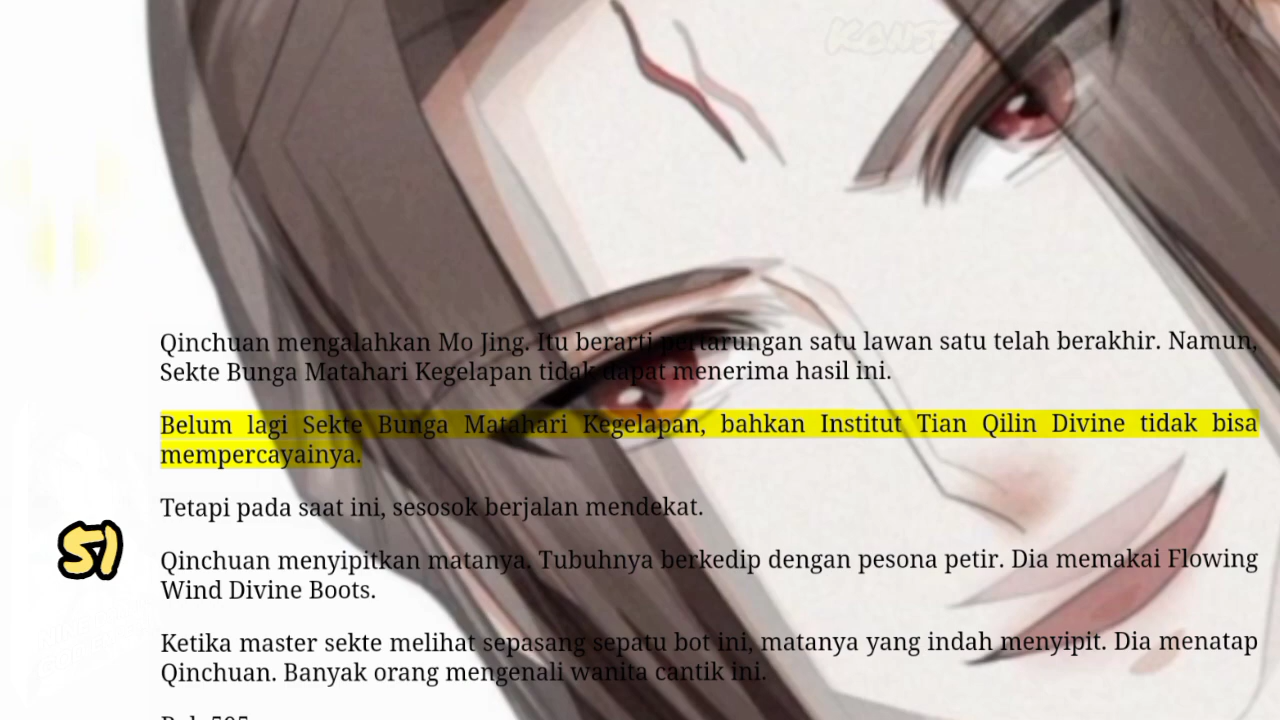 Qinchuan mengalahkan Mo Jing. Itu berarti pertarungan satu lawan satu telah berakhir. Namun,
Sekte Bunga Matahari Kegelapan tidak dapat menerima hasil ini.
Belum lagi Sekte Bunga Matahari Kegelapan, bahkan Institut Tian Qilin Divine tidak bisa
mempercayainya.
Tetapi pada saat ini, sesosok berjalan mendekat.
51
Qinchuan menyipitkan matanya. Tubuhnya berkedip dengan pesona petir. Dia memakai Flowing
Wind Divine Boots.
Ketika master sekte melihat sepasang sepatu bot ini, matanya yang indah menyipit. Dia menatap
Qinchuan. Banyak orang mengenali wanita cantik ini.